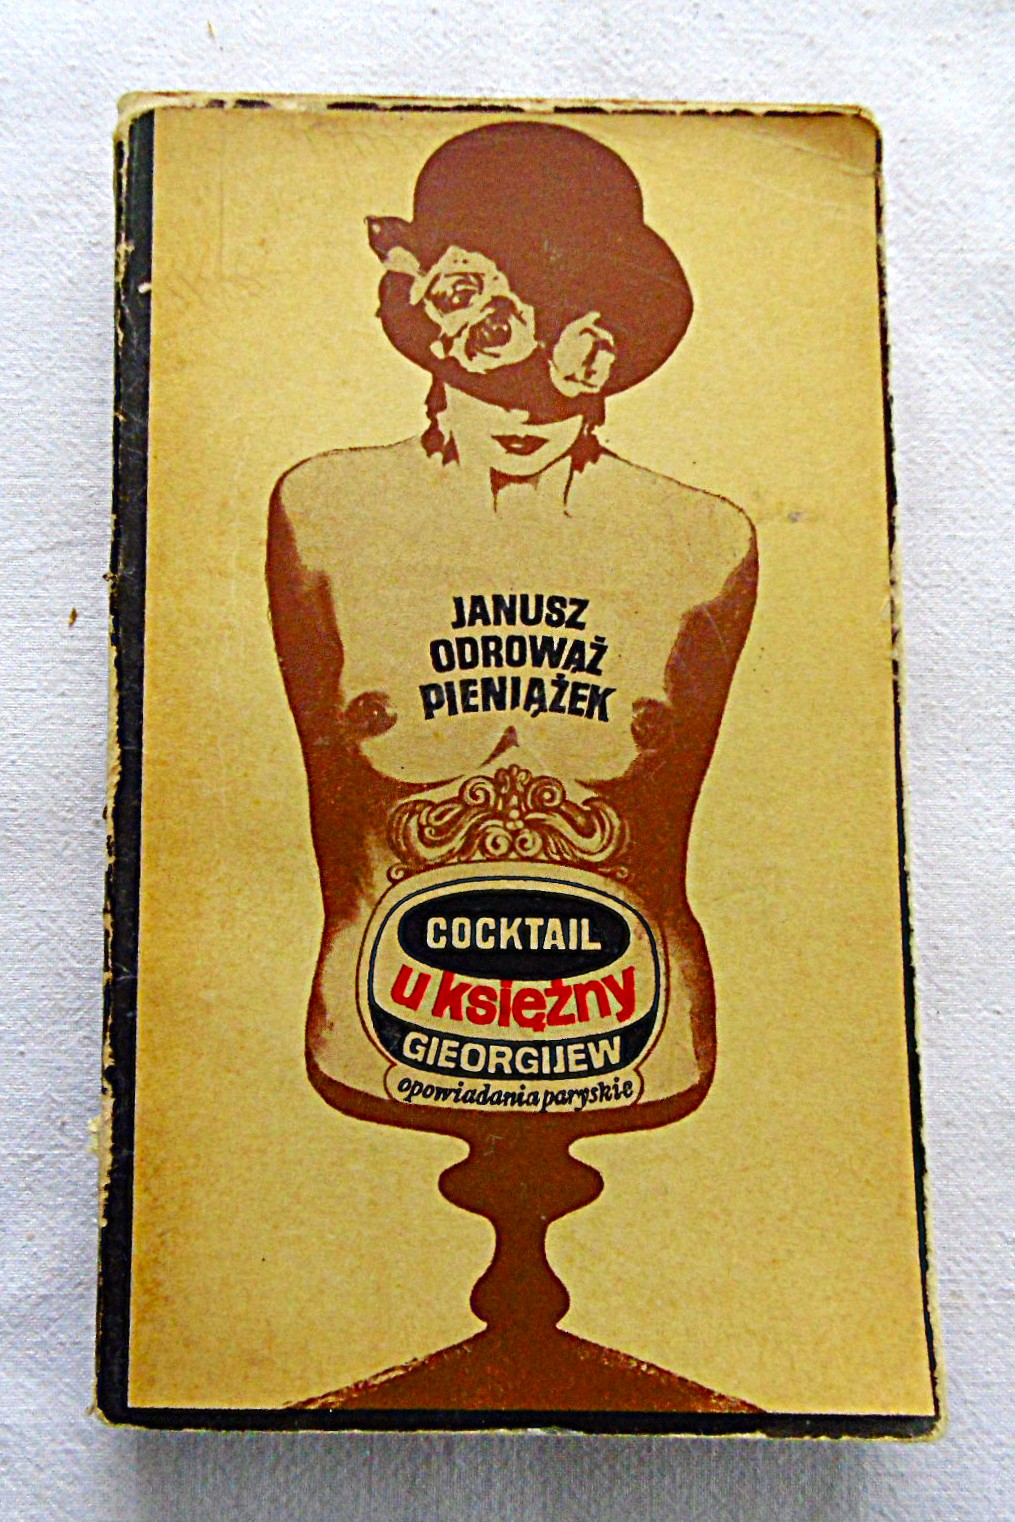 JANUSZ
ODROWĄŻ
PIENIĄŻEK
COCKTAIL
u księżny
GIEORGIJEW
opowiadania paryskie